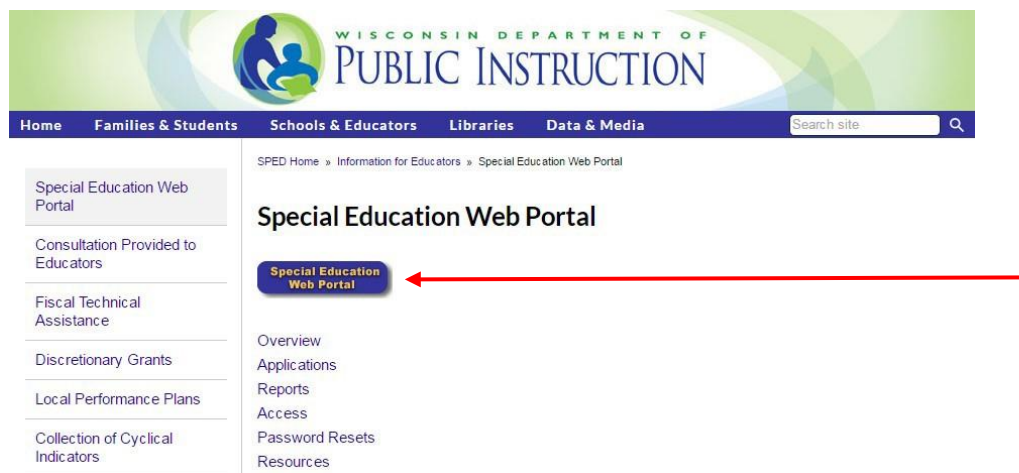 WISCONSIN DEPARTMENT OF
PUBLIC INSTRUCTION
Home Families & Students Schools & Educators Libraries Data & Media Search site
SPED Home » Information for Educators » Special Education Web Portal
Special Education Web
Portal
Consultation Provided to
Educators
Fiscal Technical
Assistance
Discretionary Grants
Local Performance Plans
Collection of Cyclical
Indicators
Special Education Web Portal
Special Education
Web Portal
Overview
Applications
Reports
Access
Password Resets
Resources